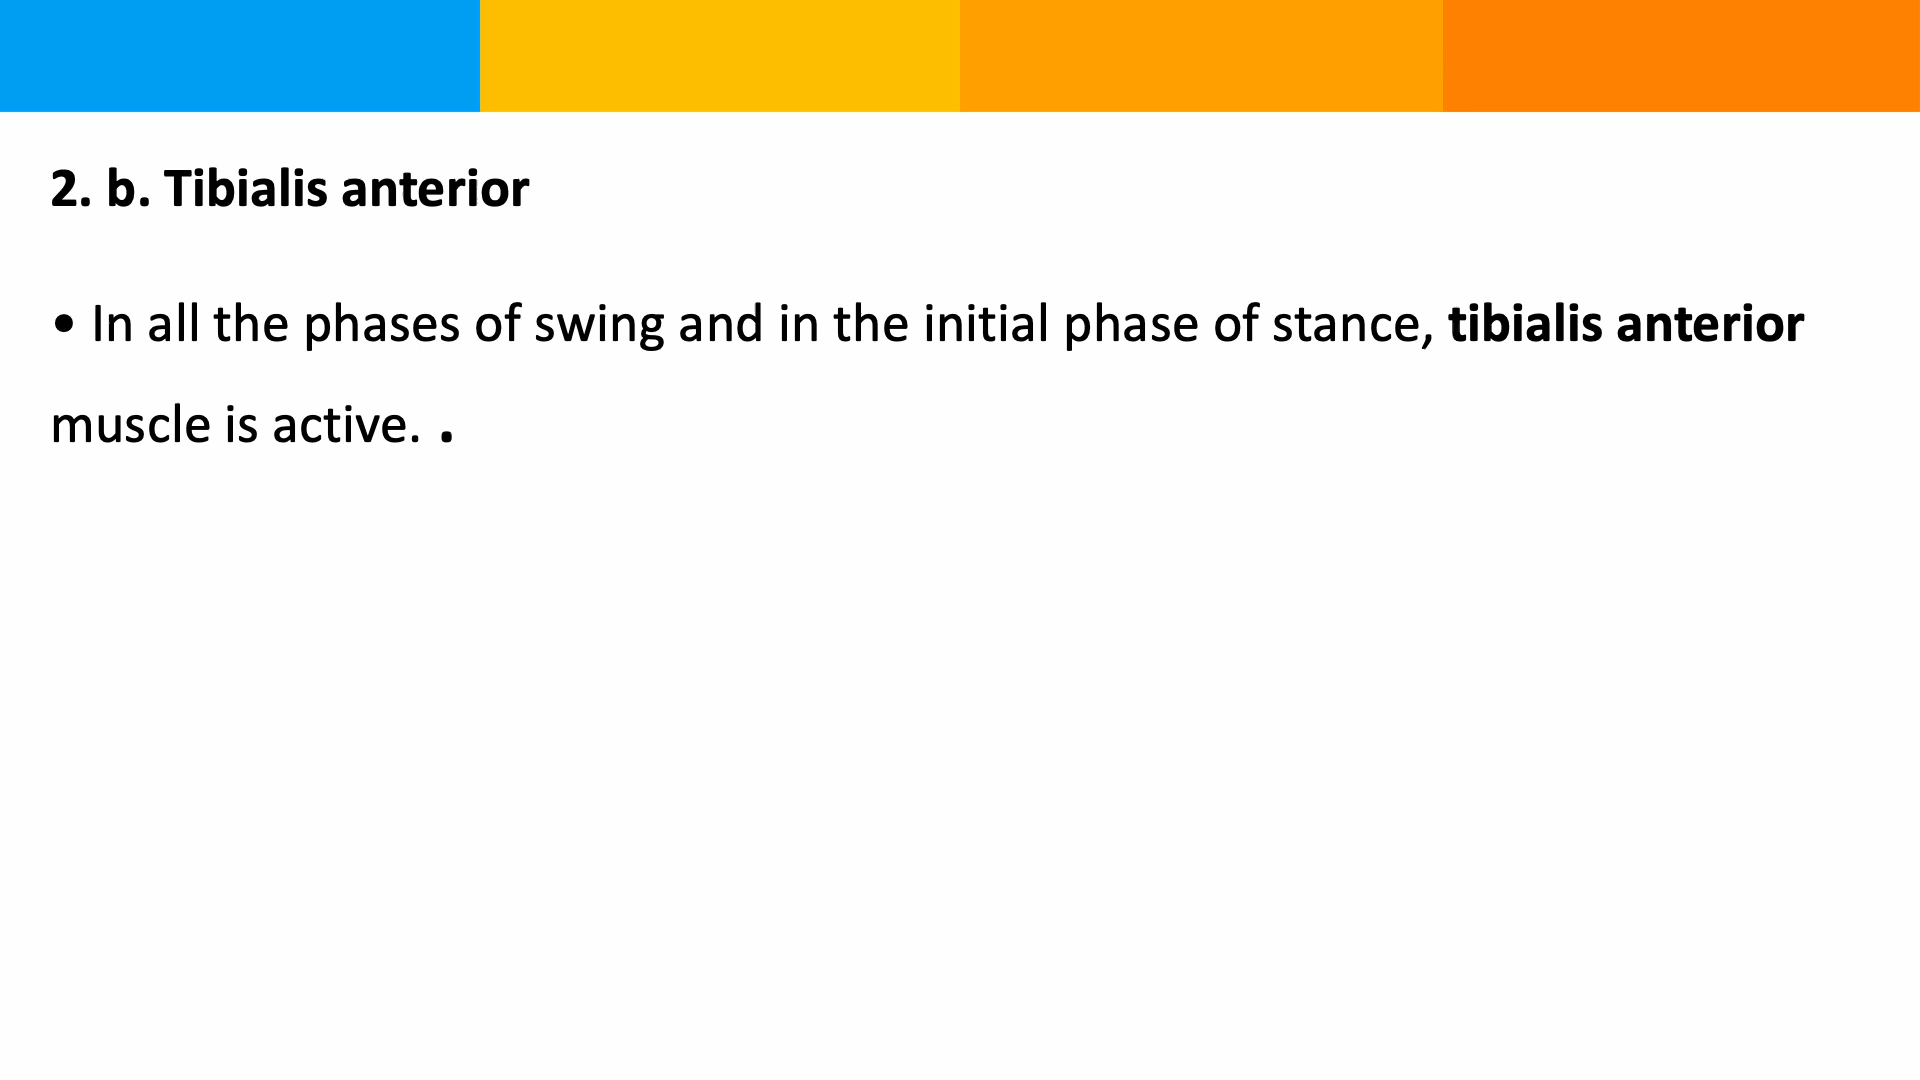 2. b. Tibialis anterior
• In all the phases of swing and in the initial phase of stance, tibialis anterior
muscle is active. .